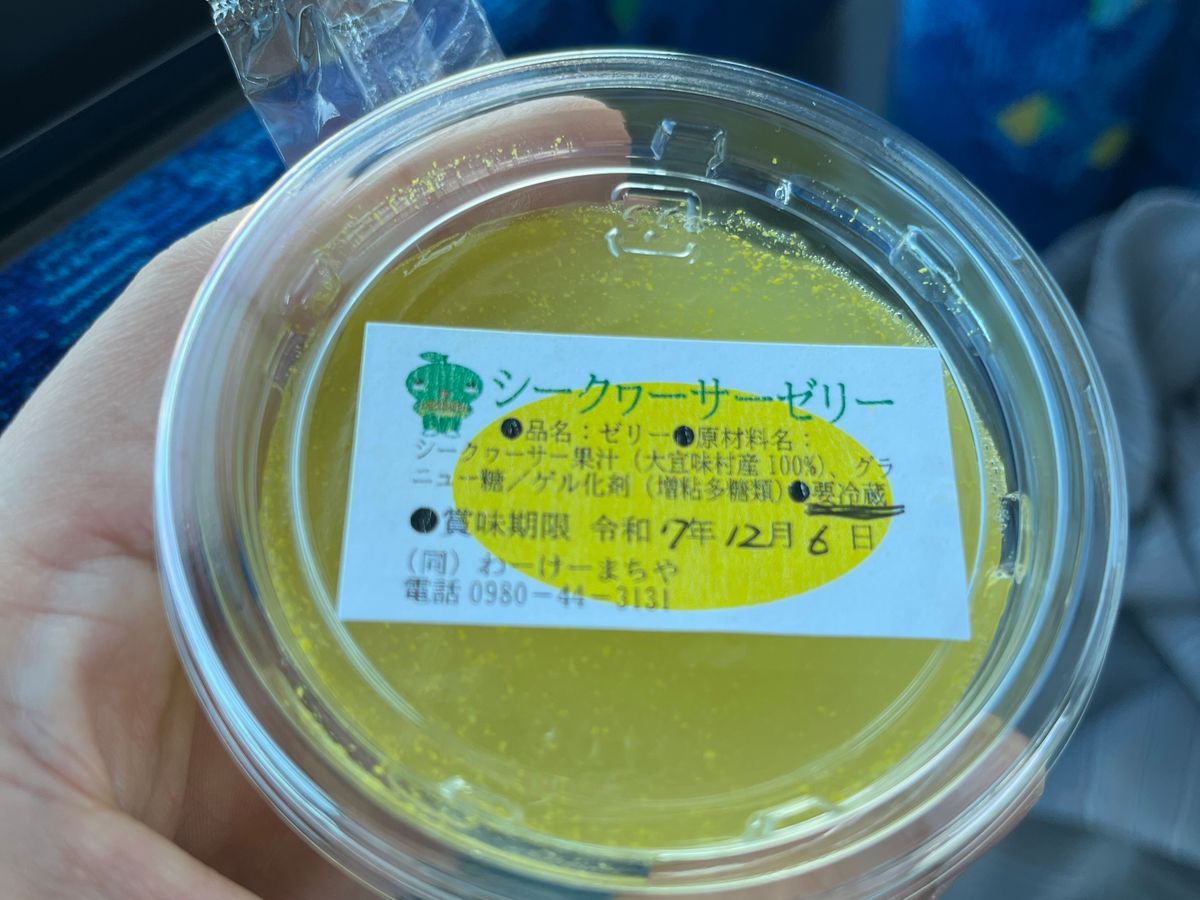 シークヮーサーゼリー
●品名：ゼリー●原材料名：
シークヮーサー果汁（大宜味村産100%）、グラ
ニュー糖／ゲル化剤（増粘多糖類）●要冷蔵
●賞味期限 令和7年12月6日
（同）わーけーまちや
電話 0980－44－3131